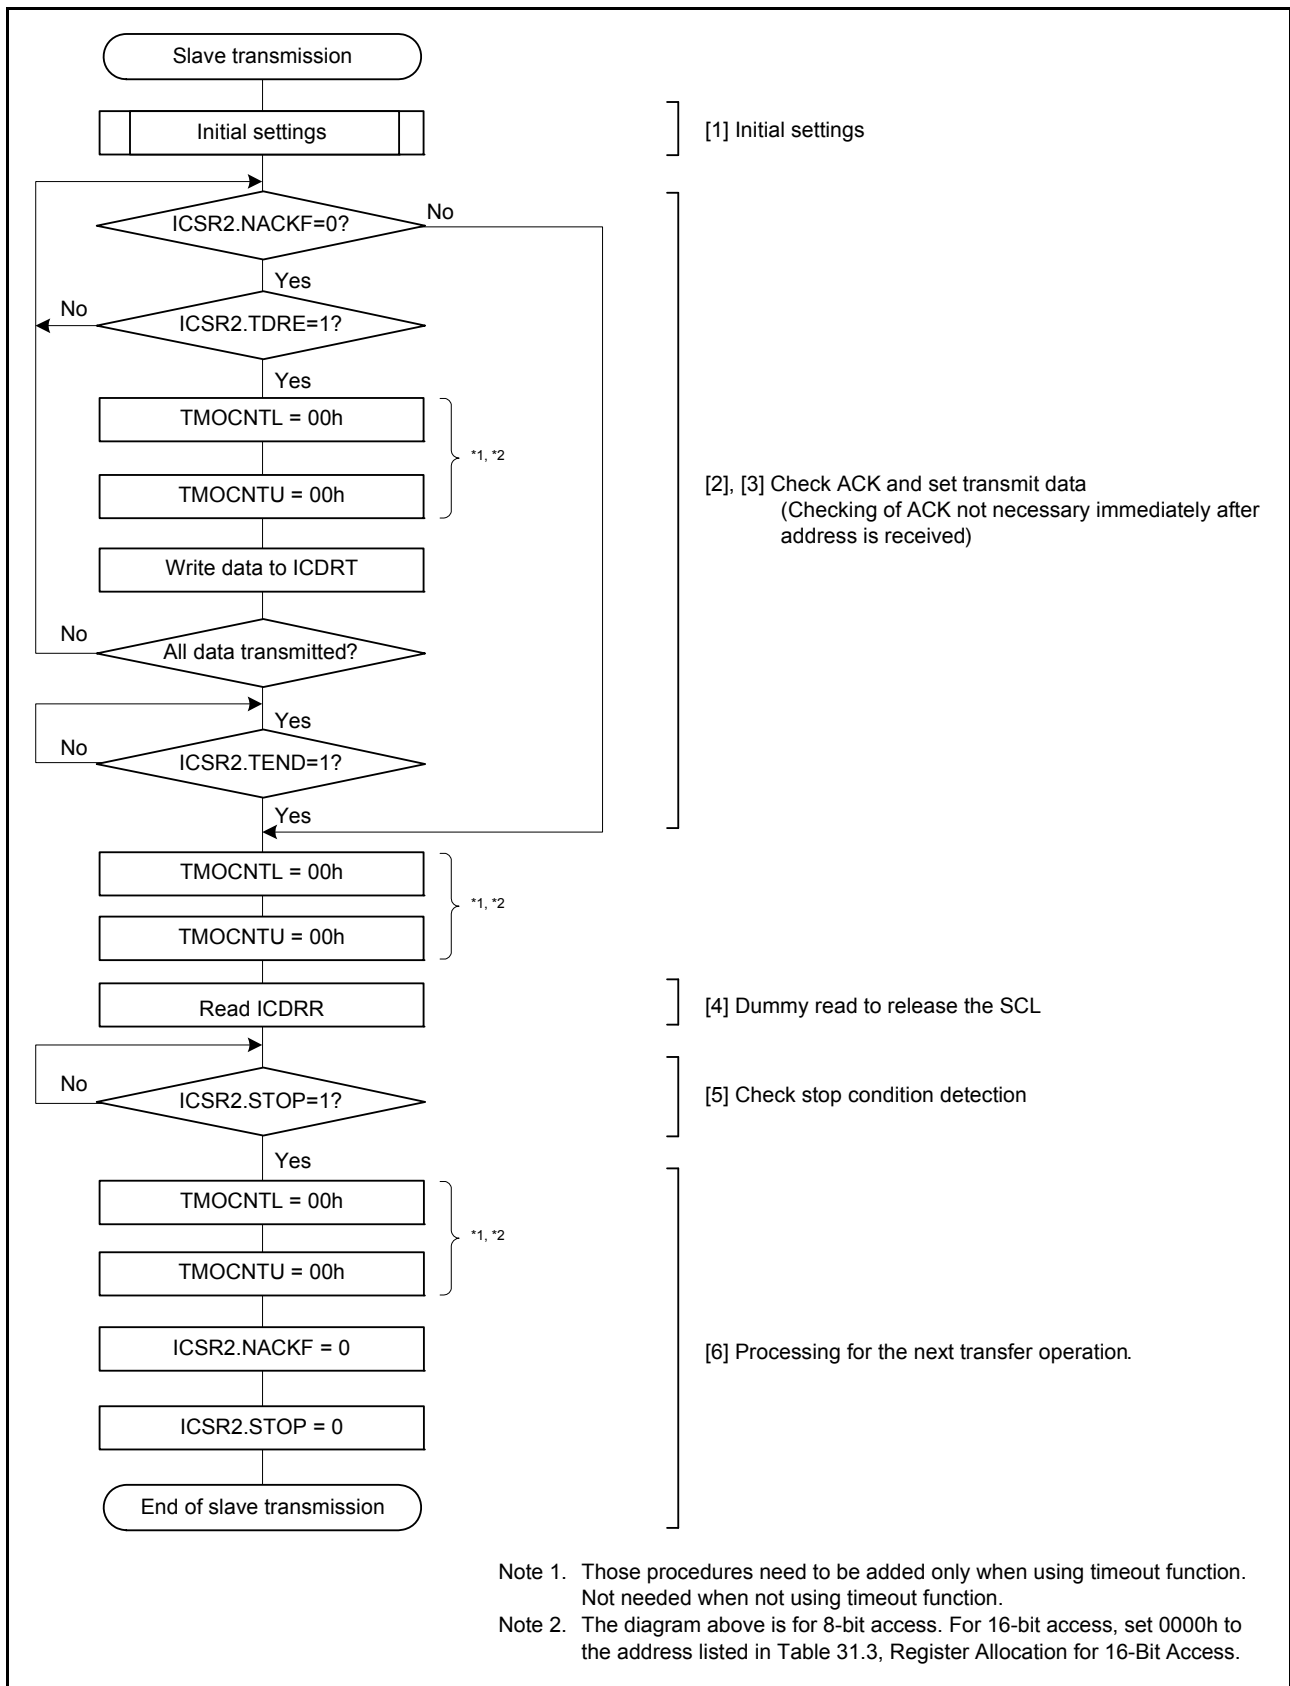 Slave transmission
Initial settings
[1] Initial settings
ICSR2.NACKF=0?
No
Yes
No
ICSR2.TDRE=1?
Yes
TMOCNTL = 00h
*1, *2
TMOCNTU = 00h
[2], [3] Check ACK and set transmit data
(Checking of ACK not necessary immediately after
address is received)
Write data to ICDRT
No
All data transmitted?
Yes
No
ICSR2.TEND=1?
Yes
TMOCNTL = 00h
*1, *2
TMOCNTU = 00h
Read ICDRR
[4] Dummy read to release the SCL
No
ICSR2.STOP=1?
[5] Check stop condition detection
Yes
TMOCNTL = 00h
*1, *2
TMOCNTU = 00h
ICSR2.NACKF = 0
[6] Processing for the next transfer operation.
ICSR2.STOP = 0
End of slave transmission
Note 1. Those procedures need to be added only when using timeout function.
Not needed when not using timeout function.
Note 2. The diagram above is for 8-bit access. For 16-bit access, set 0000h to
the address listed in Table 31.3, Register Allocation for 16-Bit Access.